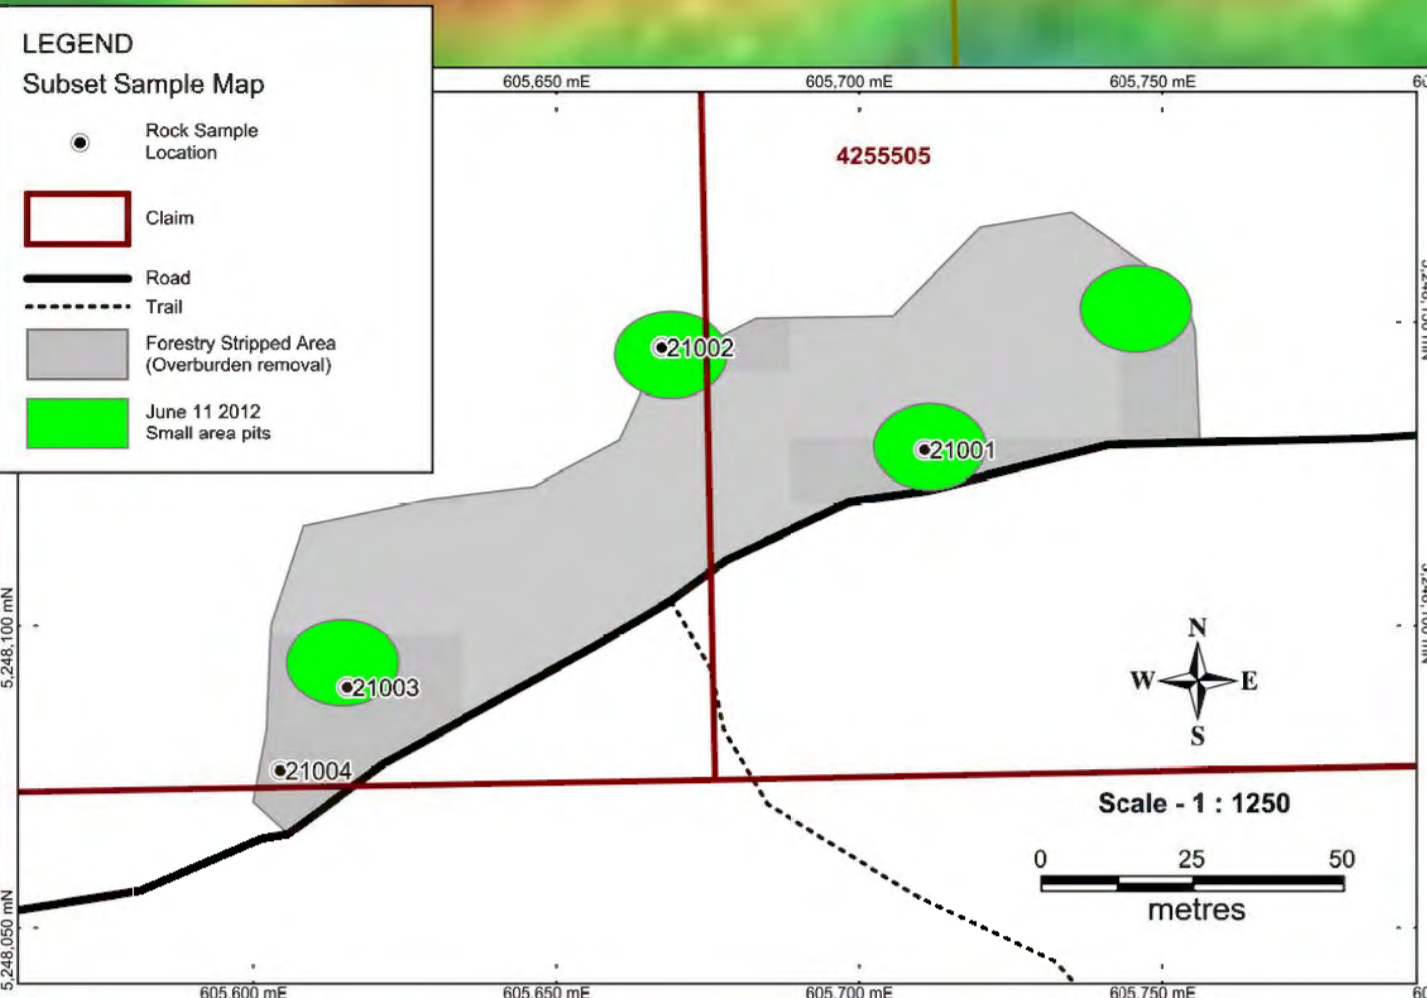 LEGEND
Subset Sample Map
Rock Sample
Location
Claim
Road
Trail
Forestry Stripped Area
(Overburden removal)
June 11 2012
Small area pits
605,650 mE
605,700 mE
605,750 mE
4255505
21002
21001
21003
21004
5,248,100 mN
5,248,050 mN
N
W
E
S
Scale - 1 : 1250
0
25
50
metres
605,600 mE
605,650 mE
605,700 mE
605,750 mE